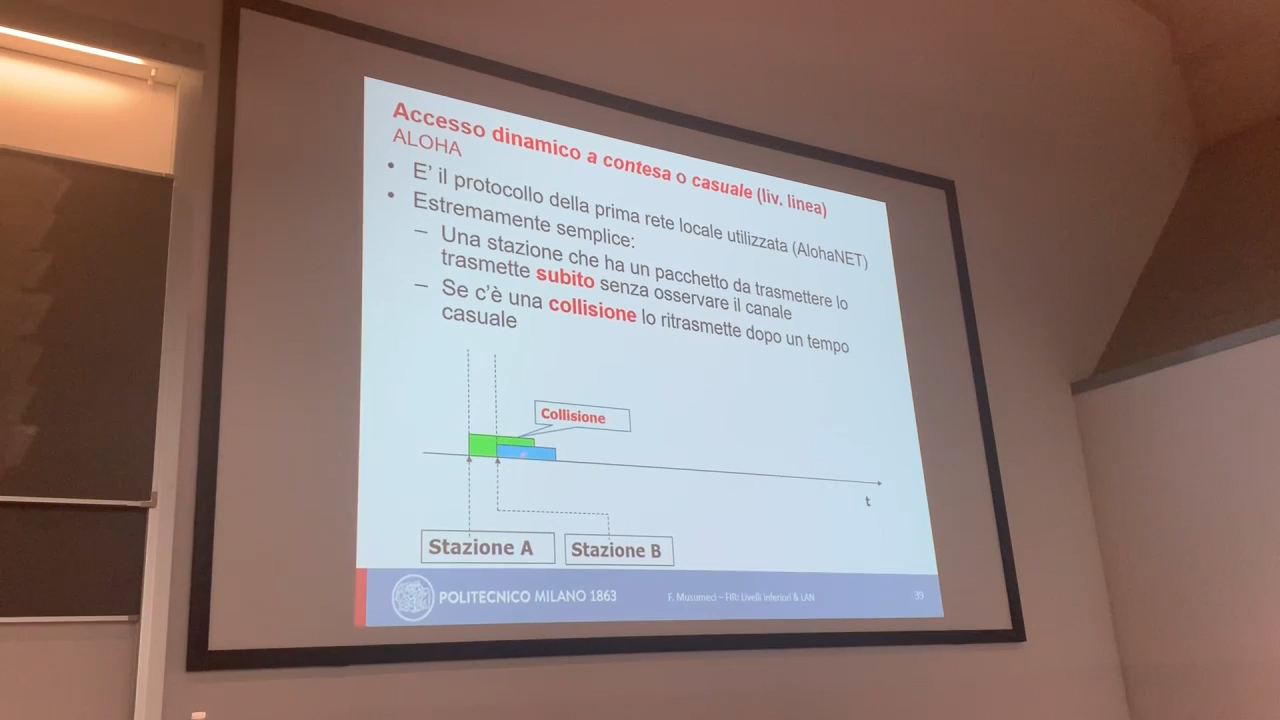 Accesso dinamico a contesa o casuale (liv. linea)
ALOHA
• E' il protocollo della prima rete locale utilizzata (AlohaNET)
• Estremamente semplice:
– Una stazione che ha un pacchetto da trasmettere lo
trasmette subito senza osservare il canale
– Se c'è una collisione lo ritrasmette dopo un tempo
casuale
Collisione
t
Stazione A
Stazione B
POLITECNICO MILANO 1863
F. Musumeci – FIR: Livelli inferiori & LAN
39